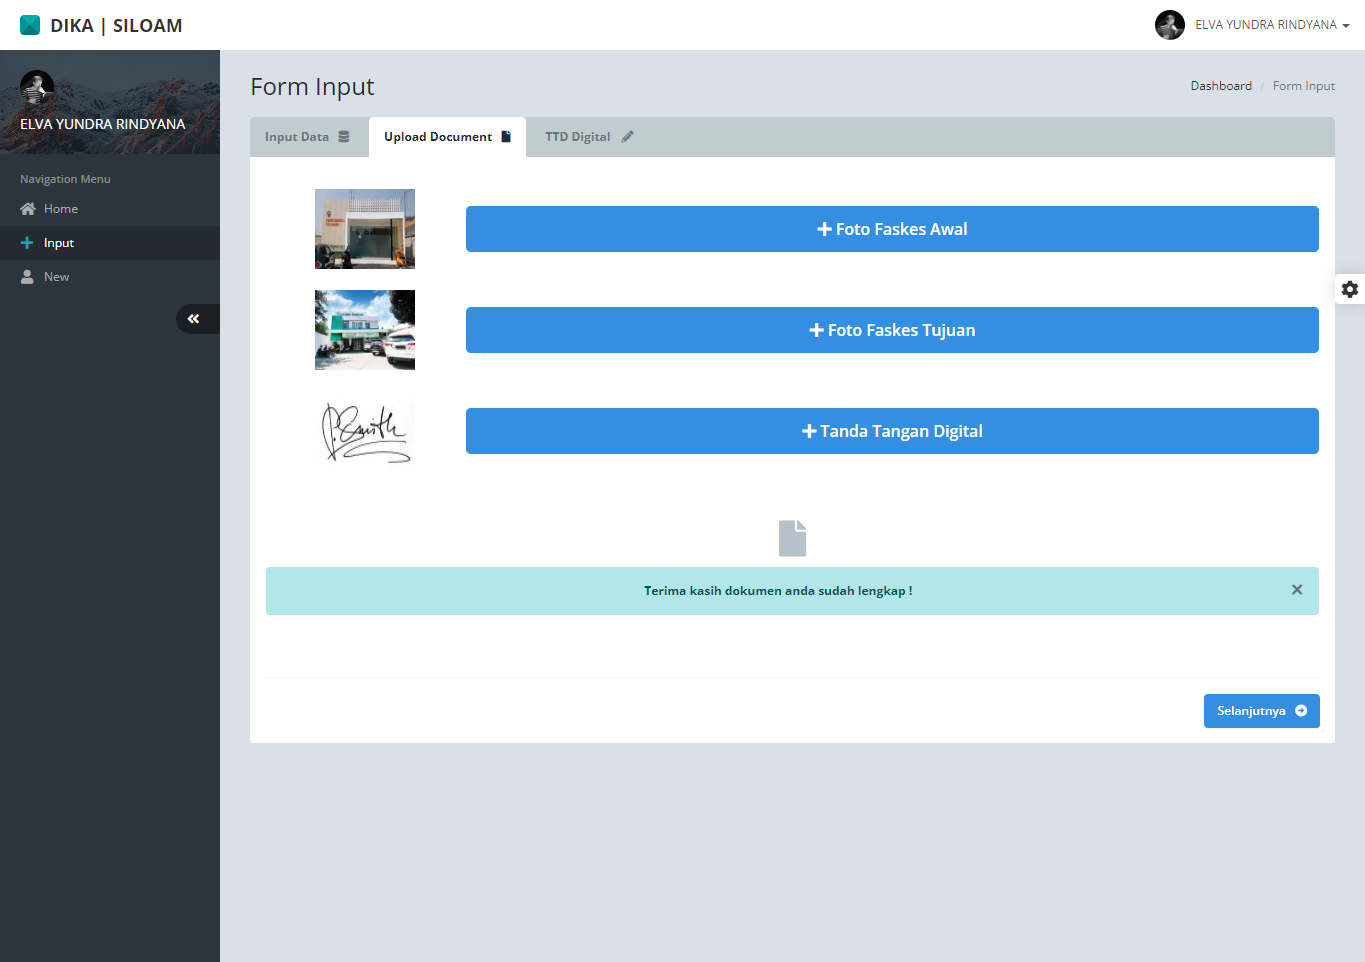 DIKA | SILOAM
ELVA YUNDRA RINDYANA
ELVA YUNDRA RINDYANA
Navigation Menu
Home
Input
New
Form Input
Dashboard / Form Input
Input Data
Upload Document
TTD Digital
Foto Faskes Awal
Foto Faskes Tujuan
Smith
Tanda Tangan Digital
Terima kasih dokumen anda sudah lengkap !
Selanjutnya